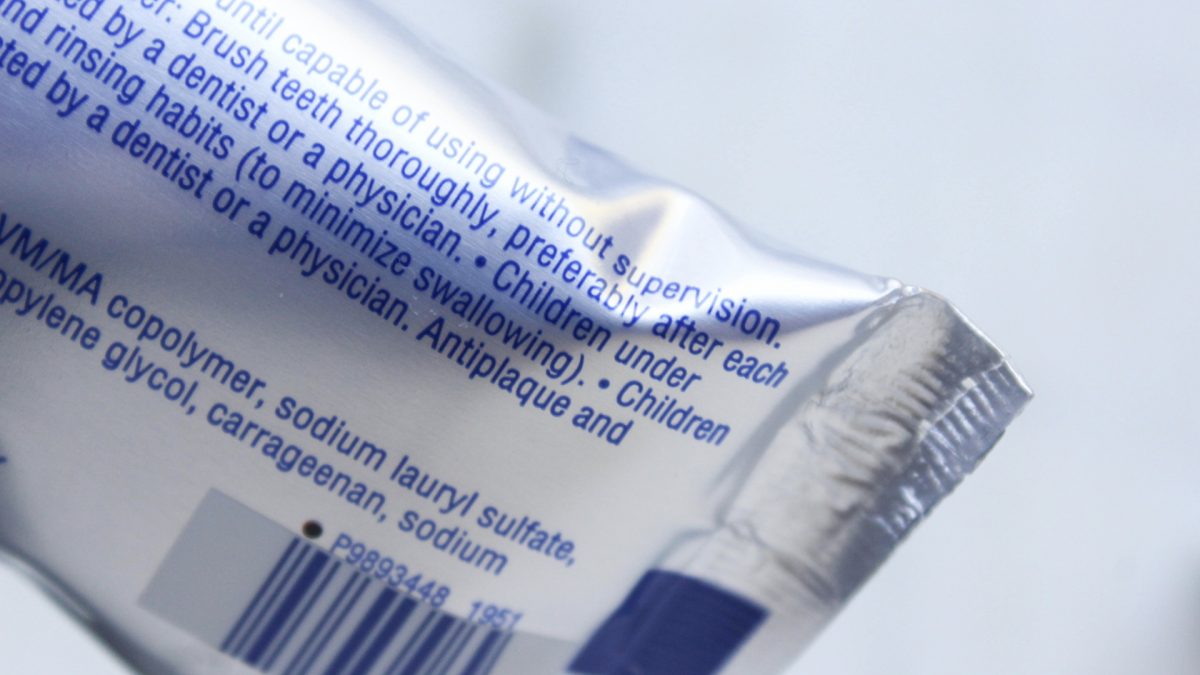 until capable of using without supervision.
er: Brush teeth thoroughly, preferably after each
ed by a dentist or a physician. • Children under
nd rinsing habits (to minimize swallowing). • Children
ted by a dentist or a physician. Antiplaque and
VM/MA copolymer, sodium lauryl sulfate,
opylene glycol, carrageenan, sodium
P9893448 1951